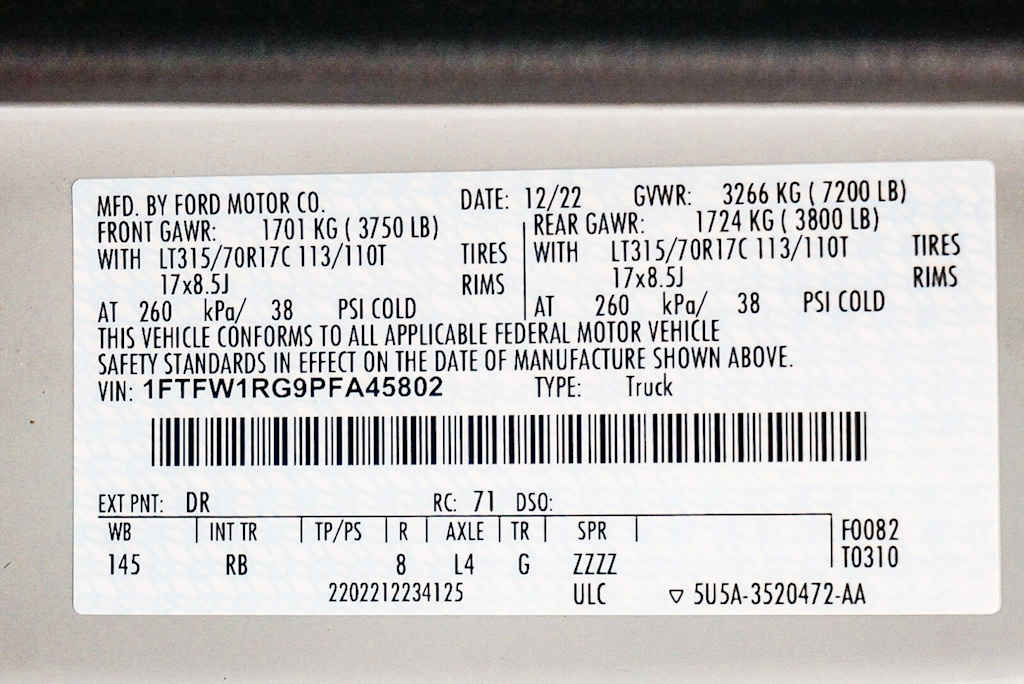 MFD. BY FORD MOTOR CO. DATE: 12/22 GVWR: 3266 KG ( 7200 LB)
FRONT GAWR: 1701 KG ( 3750 LB) REAR GAWR: 1724 KG ( 3800 LB)
WITH LT315/70R17C 113/110T TIRES WITH LT315/70R17C 113/110T TIRES
17x8.5J RIMS 17x8.5J RIMS
AT 260 kPa/ 38 PSI COLD AT 260 kPa/ 38 PSI COLD
THIS VEHICLE CONFORMS TO ALL APPLICABLE FEDERAL MOTOR VEHICLE
SAFETY STANDARDS IN EFFECT ON THE DATE OF MANUFACTURE SHOWN ABOVE.
VIN: 1FTFW1RG9PFA45802 TYPE: Truck
EXT PNT: DR RC: 71 DSO:
WB INT TR TP/PS R AXLE TR SPR F0082
145 RB 8 L4 G ZZZZ T0310
2202212234125 ULC ▽ 5U5A-3520472-AA